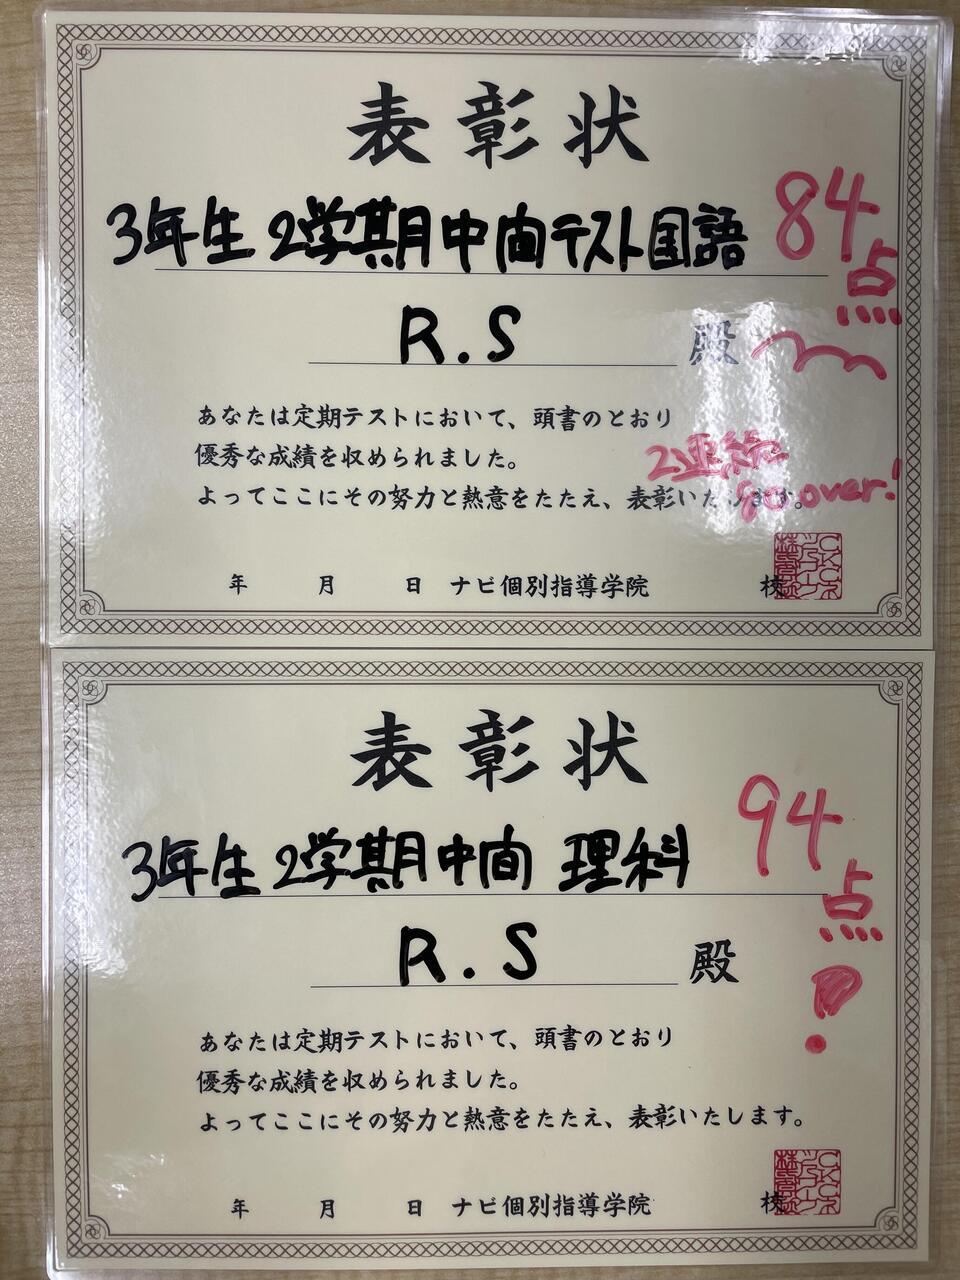 表彰状
3年生 2学期中間テスト国語 84点
R.S 殿
あなたは定期テストにおいて、頭書のとおり
優秀な成績を収められました。
2連続
80over!
よってここにその努力と熱意をたたえ、表彰いたします。
年 月 日 ナビ個別指導学院 校
表彰状
3年生 2学期中間 理科 94点!
R.S 殿
あなたは定期テストにおいて、頭書のとおり
優秀な成績を収められました。
よってここにその努力と熱意をたたえ、表彰いたします。
年 月 日 ナビ個別指導学院 校